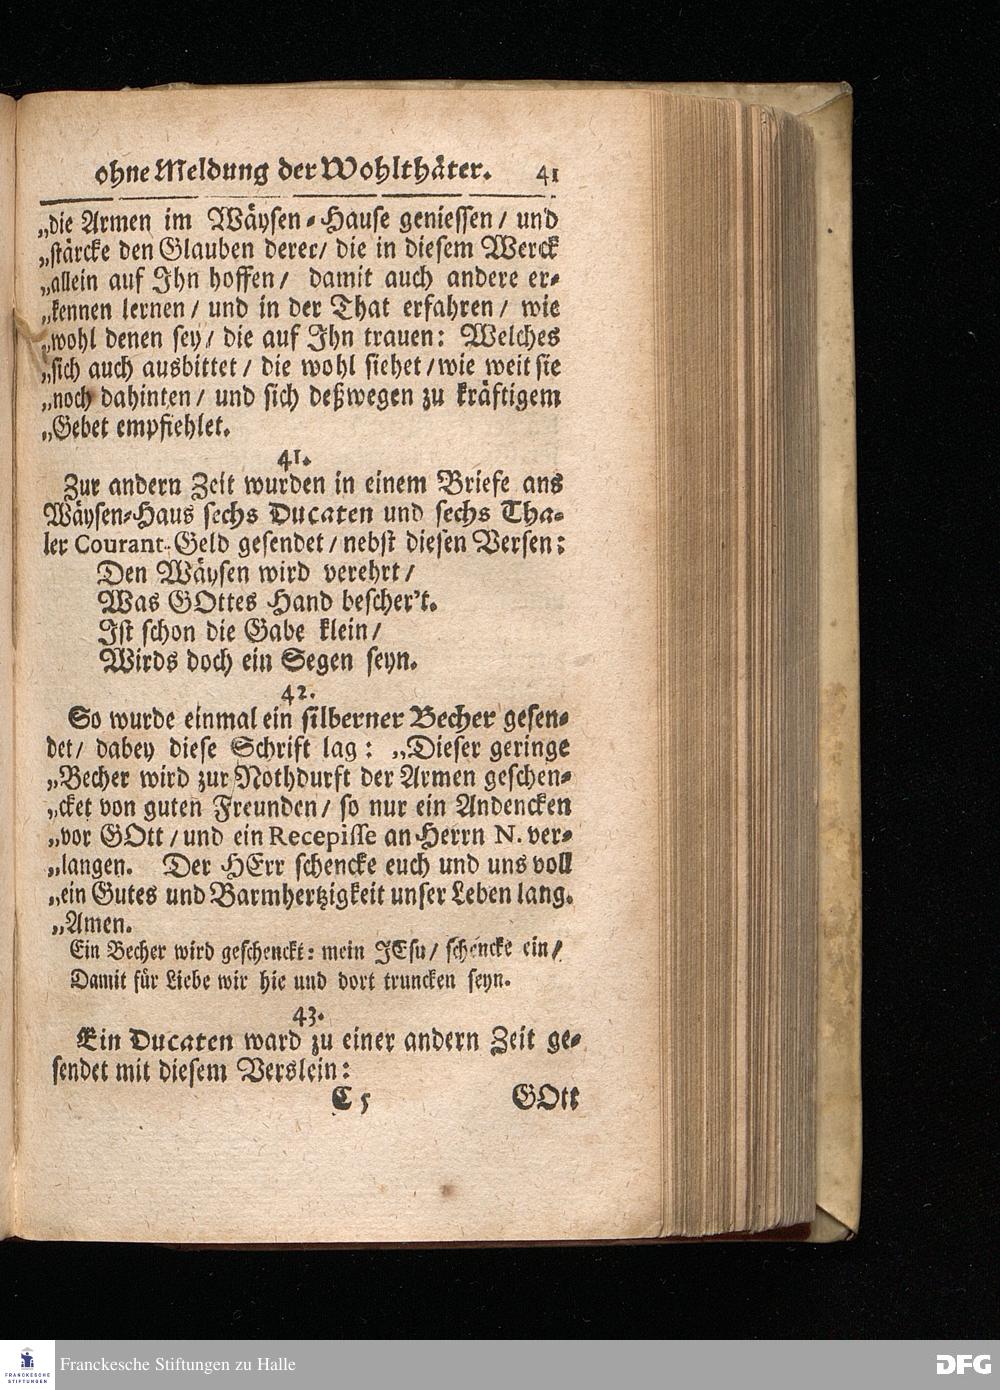 ohne Meldung der Wohlthäter. 41
„die Armen im Wäysen-Hause geniessen/ und
„stärcke den Glauben derer/ die in diesem Werck
„allein auf Ihn hoffen/ damit auch andere er-
„kennen lernen/ und in der That erfahren/ wie
„wohl denen sey/ die auf Ihn trauen: Welches
„sich auch ausbittet/ die wohl siehet/ wie weit sie
„noch dahinten/ und sich deßwegen zu kräftigem
„Gebet empfiehlet.
41.
Zur andern Zeit wurden in einem Briefe ans
Wäysen-Haus sechs Ducaten und sechs Tha-
ler Courant-Geld gesendet/ nebst diesen Versen:
Den Wäysen wird verehrt/
Was GOttes Hand bescher't.
Ist schon die Gabe klein/
Wirds doch ein Segen seyn.
42.
So wurde einmal ein silberner Becher gesen-
det/ dabey diese Schrift lag: „Dieser geringe
„Becher wird zur Nothdurft der Armen geschen-
„cket von guten Freunden/ so nur ein Andencken
„vor GOtt/ und ein Recepisse an Herrn N. ver-
„langen. Der HErr schencke euch und uns voll
„ein Gutes und Barmhertzigkeit unser Leben lang.
„Amen.
Ein Becher wird geschenckt: mein JEsu/ schencke ein/
Damit für Liebe wir hie und dort truncken seyn.
43.
Ein Ducaten ward zu einer andern Zeit ge-
sendet mit diesem Verslein:
C 5 GOtt
FRANCKESCHE
STIFTUNGEN
Franckesche Stiftungen zu Halle
DFG